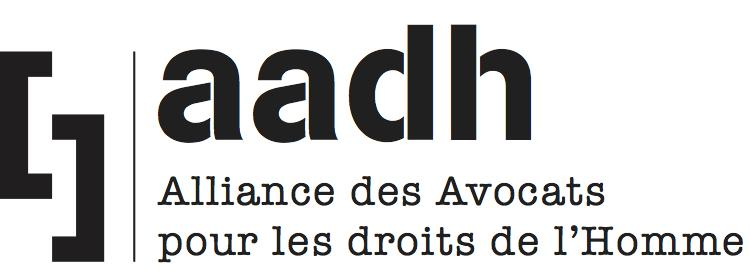 aadh
Alliance des Avocats
pour les droits de l'Homme